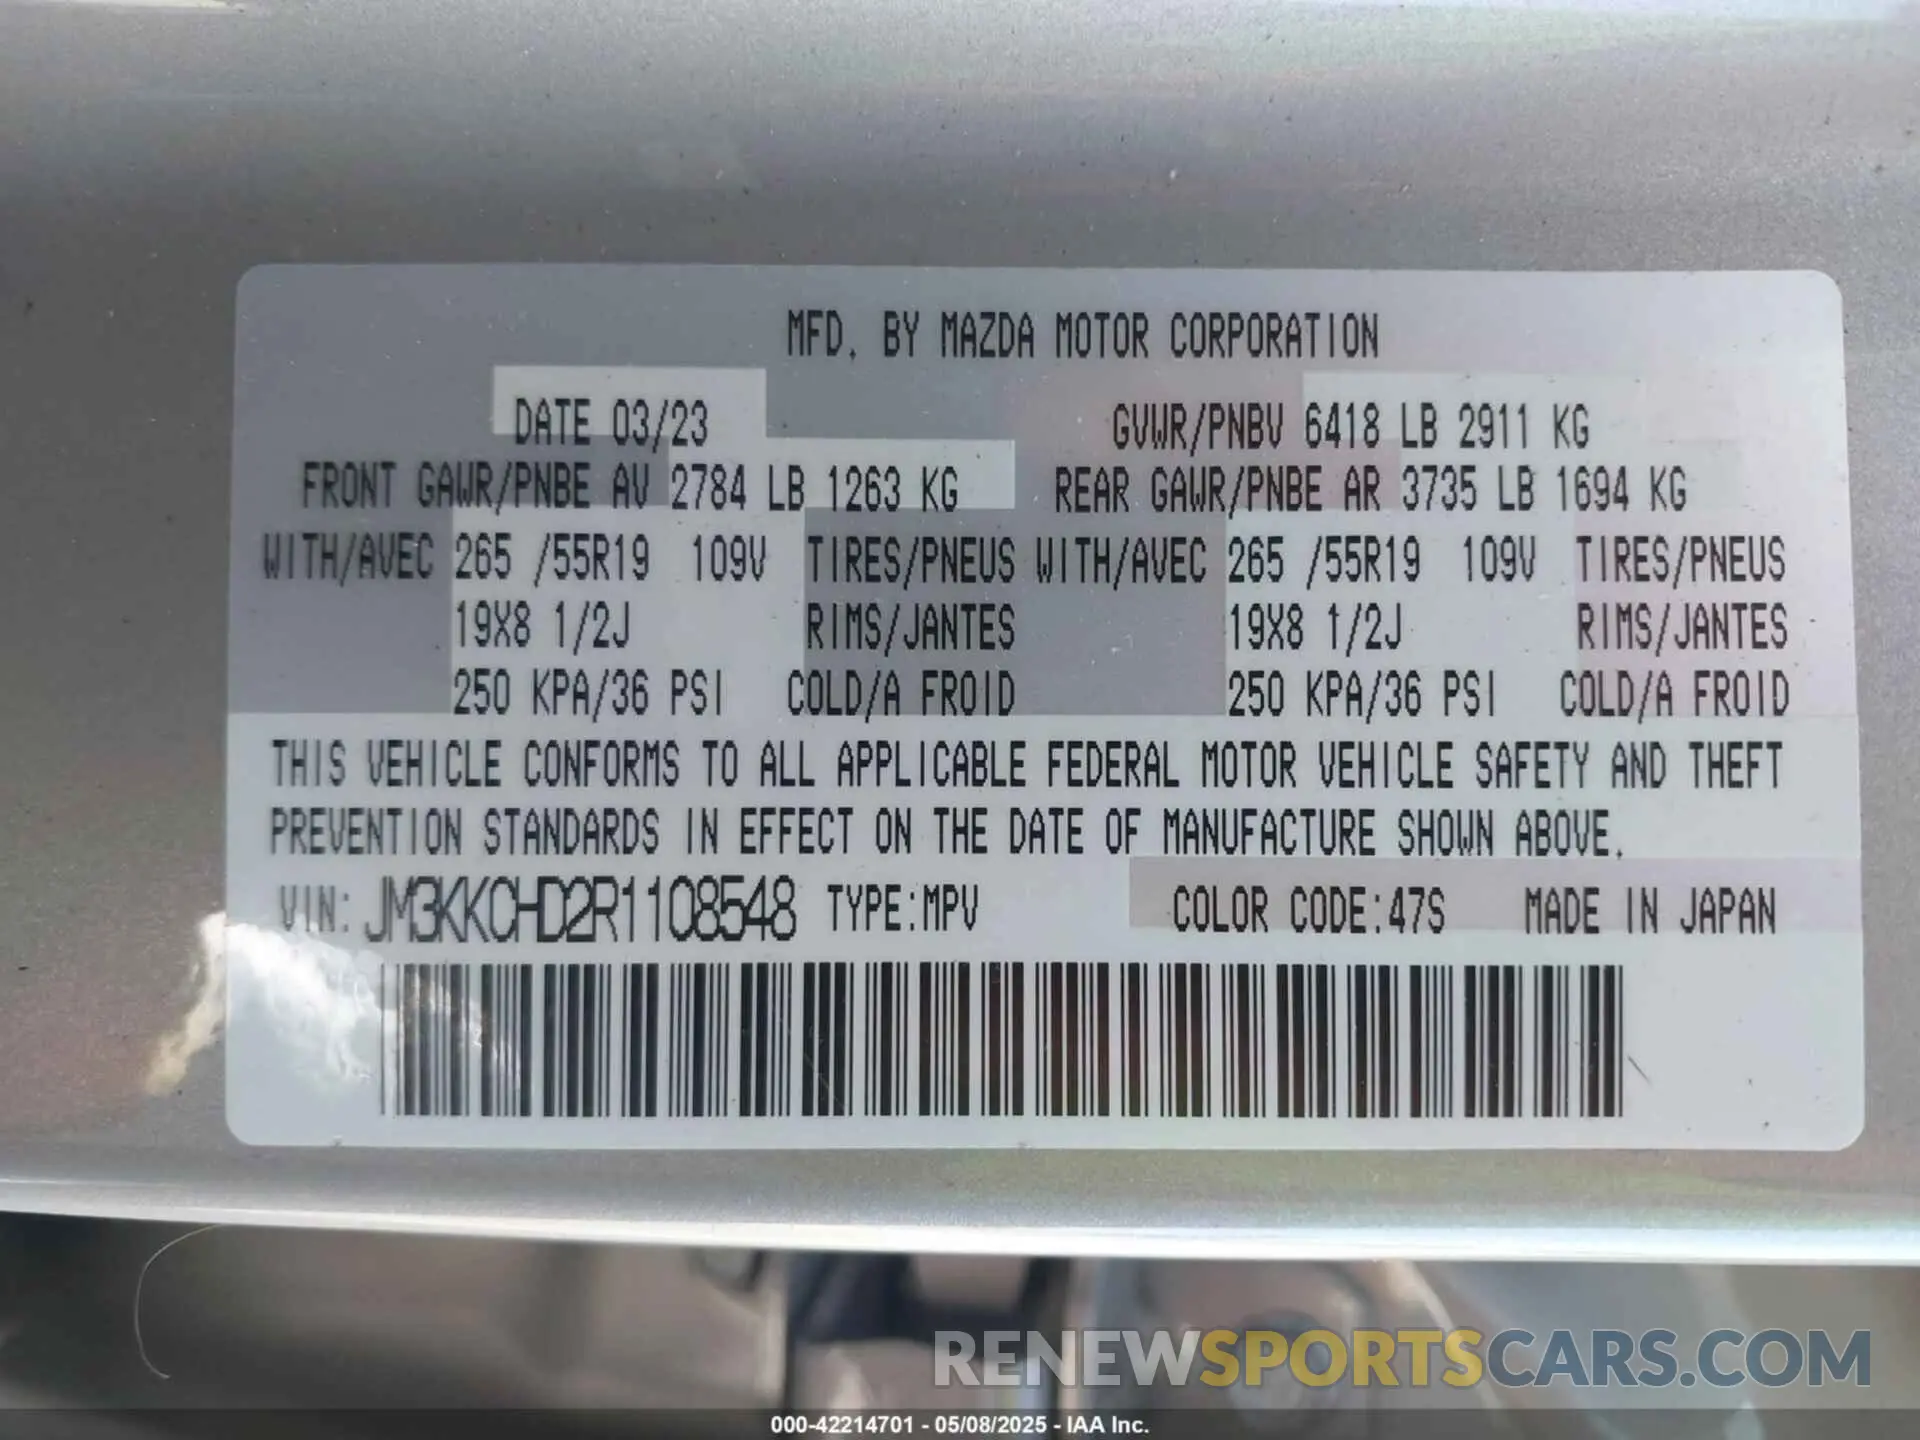 MFD. BY MAZDA MOTOR CORPORATION
DATE 03/23 GVWR/PNBV 6418 LB 2911 KG
FRONT GAWR/PNBE AV 2784 LB 1263 KG REAR GAWR/PNBE AR 3735 LB 1694 KG
WITH/AVEC 265 /55R19 109V TIRES/PNEUS WITH/AVEC 265 /55R19 109V TIRES/PNEUS
19X8 1/2J RIMS/JANTES 19X8 1/2J RIMS/JANTES
250 KPA/36 PSI COLD/A FROID 250 KPA/36 PSI COLD/A FROID
THIS VEHICLE CONFORMS TO ALL APPLICABLE FEDERAL MOTOR VEHICLE SAFETY AND THEFT
PREVENTION STANDARDS IN EFFECT ON THE DATE OF MANUFACTURE SHOWN ABOVE.
VIN: JM3KKCHD2R1108548 TYPE:MPV COLOR CODE:47S MADE IN JAPAN
RENEWSPORTSCARS.COM
000-42214701 - 05/08/2025 - IAA Inc.